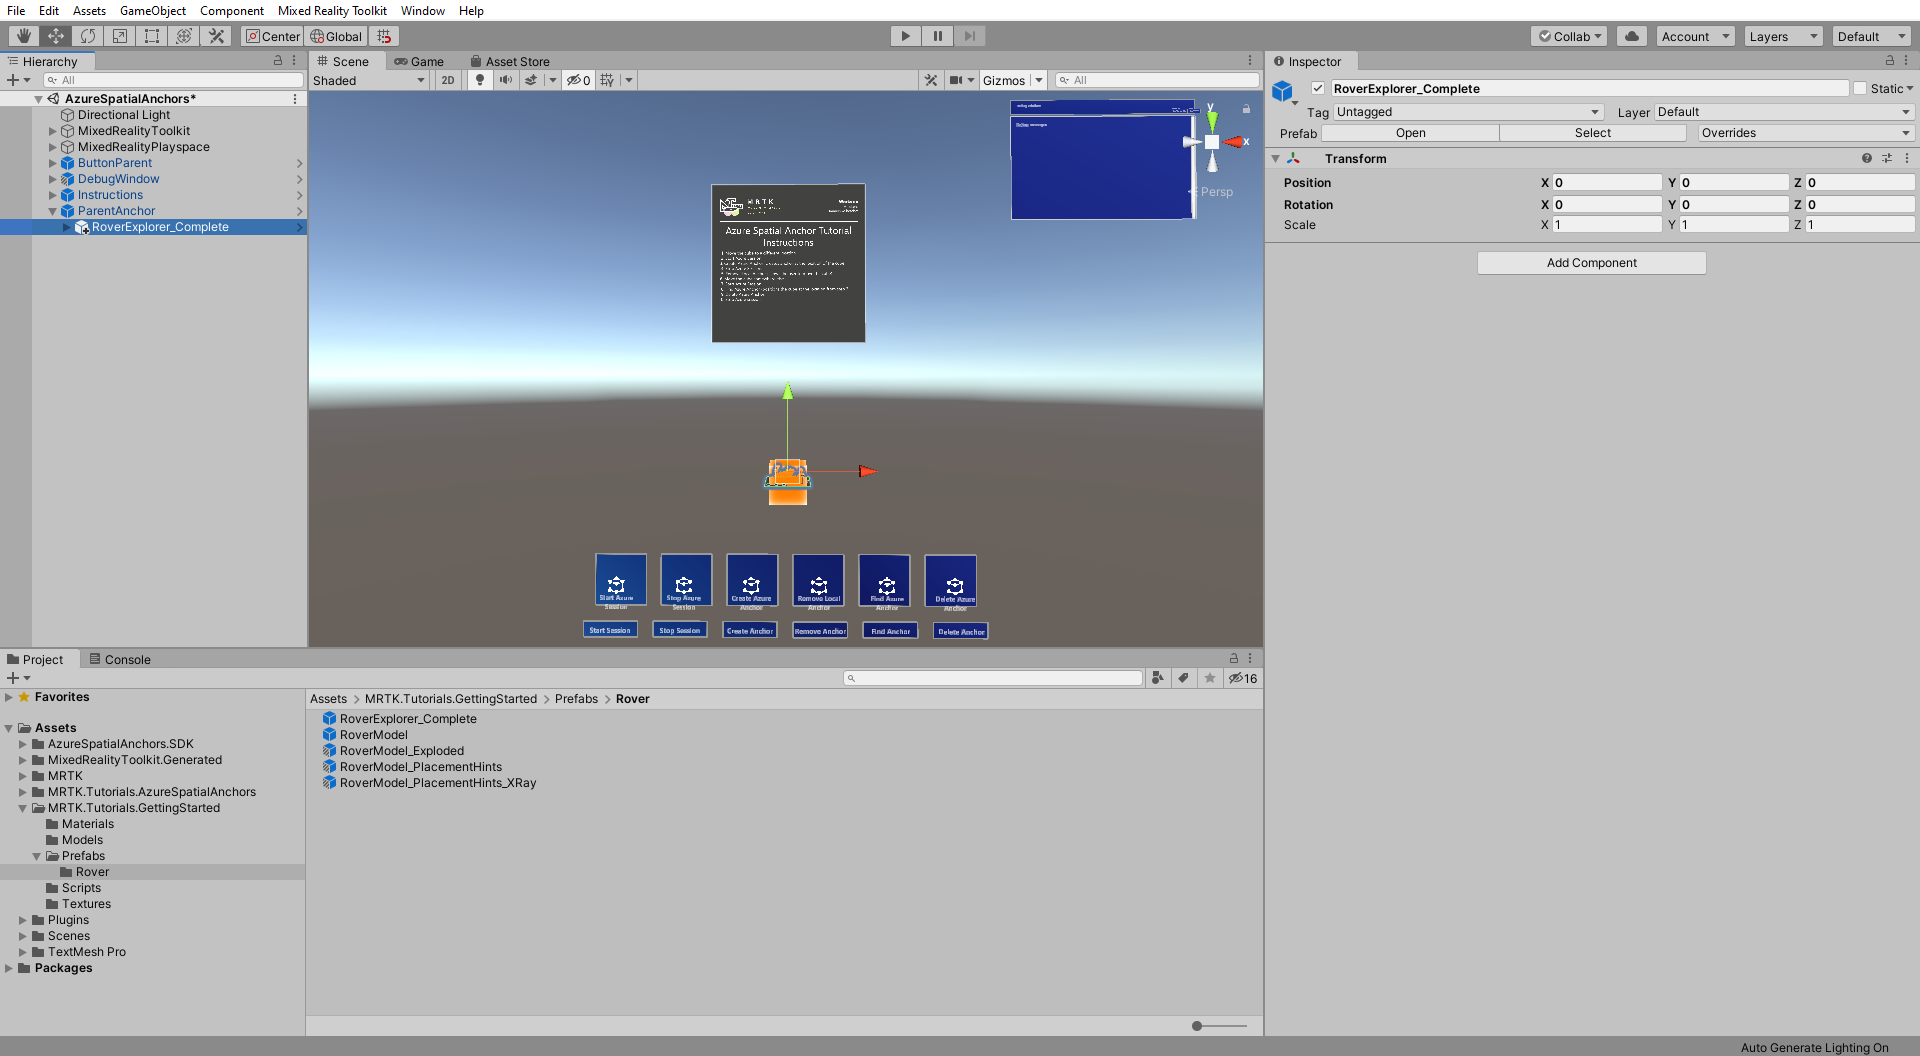 File Edit Assets GameObject Component Mixed Reality Toolkit Window Help
Center Global Collab Account Layers Default
Hierarchy
All
AzureSpatialAnchors*
Directional Light
MixedRealityToolkit
MixedRealityPlayspace
ButtonParent
DebugWindow
Instructions
ParentAnchor
RoverExplorer_Complete
Scene Game Asset Store
Shaded 2D 0 Gizmos All
y
x
Persp
MRTK
Azure Spatial Anchor Tutorial
Instructions
Start Azure
Session
Stop Azure
Session
Create Azure
Anchor
Remove Local
Anchor
Find Azure
Anchor
Delete Azure
Anchor
Start Session Stop Session Create Anchor Remove Anchor Find Anchor Delete Anchor
Inspector
RoverExplorer_Complete Static
Tag Untagged Layer Default
Prefab Open Select Overrides
Transform
Position X 0 Y 0 Z 0
Rotation X 0 Y 0 Z 0
Scale X 1 Y 1 Z 1
Add Component
Project Console
16
Favorites
Assets
AzureSpatialAnchors.SDK
MixedRealityToolkit.Generated
MRTK
MRTK.Tutorials.AzureSpatialAnchors
MRTK.Tutorials.GettingStarted
Materials
Models
Prefabs
Rover
Scripts
Textures
Plugins
Scenes
TextMesh Pro
Packages
Assets > MRTK.Tutorials.GettingStarted > Prefabs > Rover
RoverExplorer_Complete
RoverModel
RoverModel_Exploded
RoverModel_PlacementHints
RoverModel_PlacementHints_XRay
Auto Generate Lighting On